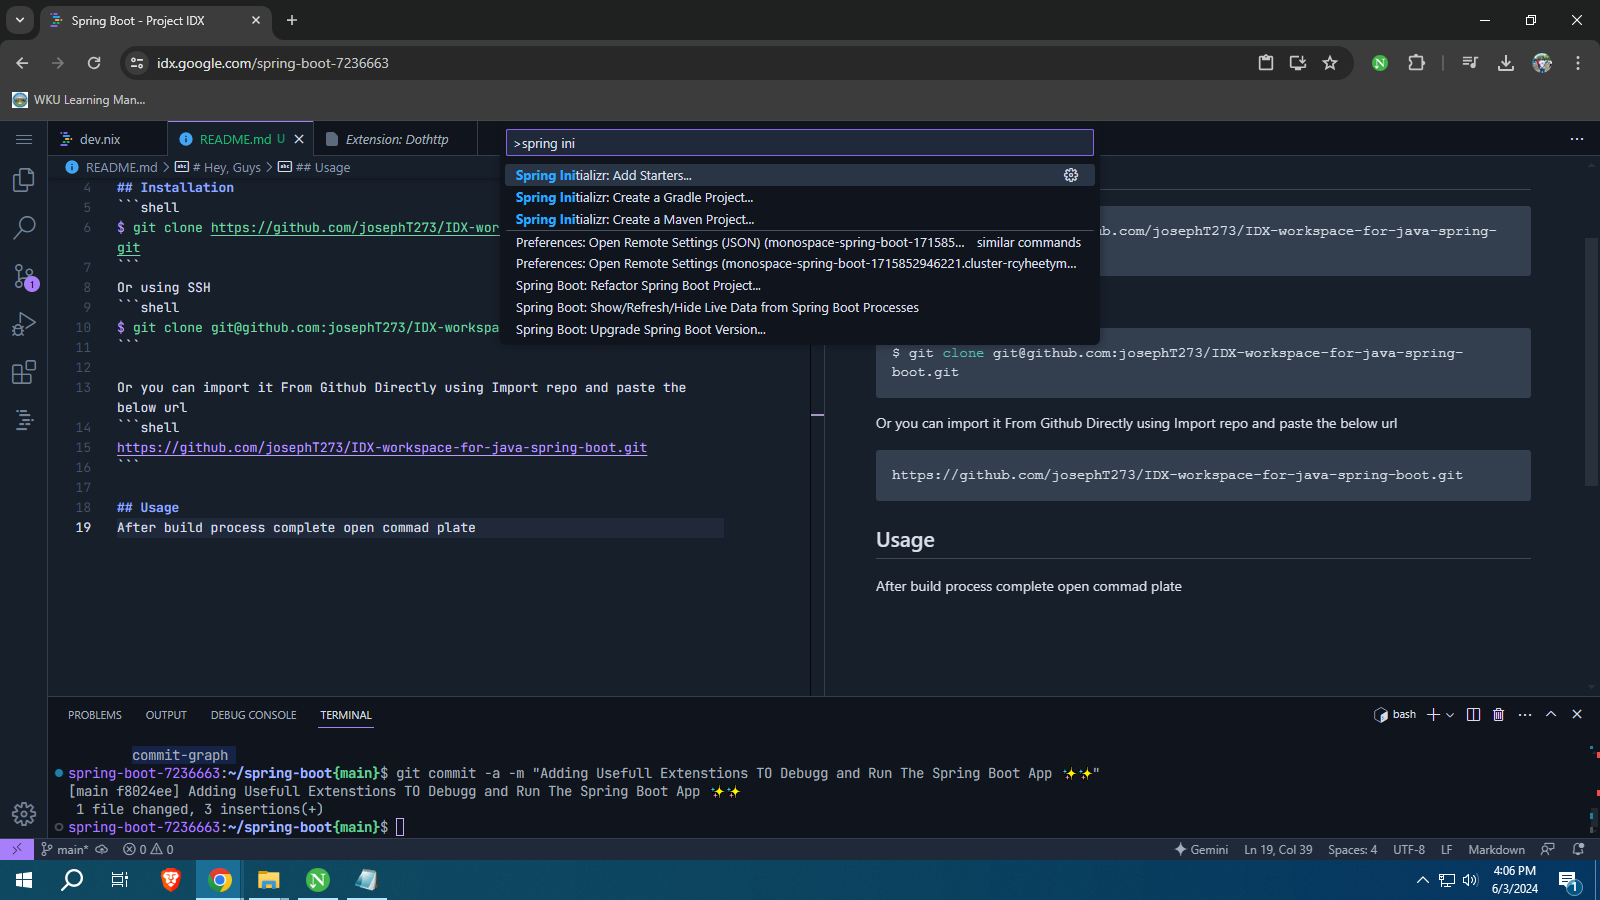 Spring Boot - Project IDX
idx.google.com/spring-boot-7236663
WKU Learning Man...
dev.nix
README.md U
Extension: Dothttp
>spring ini
README.md > # Hey, Guys > ## Usage
Spring Initializr: Add Starters...
Spring Initializr: Create a Gradle Project...
Spring Initializr: Create a Maven Project...
Preferences: Open Remote Settings (JSON) (monospace-spring-boot-171585... similar commands
Preferences: Open Remote Settings (monospace-spring-boot-1715852946221.cluster-rcyheetym...
Spring Boot: Refactor Spring Boot Project...
Spring Boot: Show/Refresh/Hide Live Data from Spring Boot Processes
Spring Boot: Upgrade Spring Boot Version...
4 ## Installation
5 ```shell
6 $ git clone https://github.com/josephT273/IDX-wor
git
7 ```
8 Or using SSH
9 ```shell
10 $ git clone git@github.com:josephT273/IDX-workspa
11 ```
12
13 Or you can import it From Github Directly using Import repo and paste the
below url
14 ```shell
15 https://github.com/josephT273/IDX-workspace-for-java-spring-boot.git
16 ```
17
18 ## Usage
19 After build process complete open commad plate
com/josephT273/IDX-workspace-for-java-spring-
$ git clone git@github.com:josephT273/IDX-workspace-for-java-spring-
boot.git
Or you can import it From Github Directly using Import repo and paste the below url
https://github.com/josephT273/IDX-workspace-for-java-spring-boot.git
Usage
After build process complete open commad plate
PROBLEMS OUTPUT DEBUG CONSOLE TERMINAL
bash
commit-graph
spring-boot-7236663:~/spring-boot{main}$ git commit -a -m "Adding Usefull Extenstions TO Debugg and Run The Spring Boot App ✨✨"
[main f8024ee] Adding Usefull Extenstions TO Debugg and Run The Spring Boot App ✨✨
1 file changed, 3 insertions(+)
spring-boot-7236663:~/spring-boot{main}$
main* 0 0
Gemini Ln 19, Col 39 Spaces: 4 UTF-8 LF Markdown
4:06 PM
6/3/2024
1